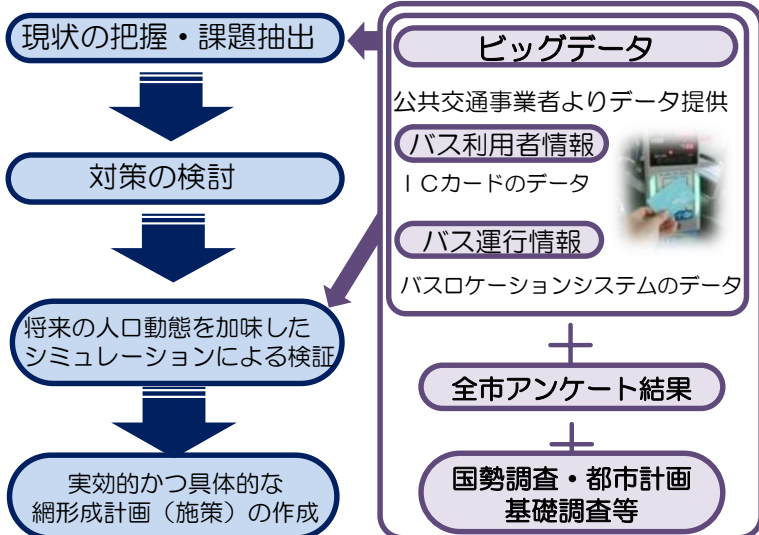 現状の把握・課題抽出
対策の検討
将来の人口動態を加味した
シミュレーションによる検証
実効的かつ具体的な
網形成計画（施策）の作成
ビッグデータ
公共交通事業者よりデータ提供
バス利用者情報
ＩＣカードのデータ
バス運行情報
バスロケーションシステムのデータ
＋
全市アンケート結果
＋
国勢調査・都市計画
基礎調査等